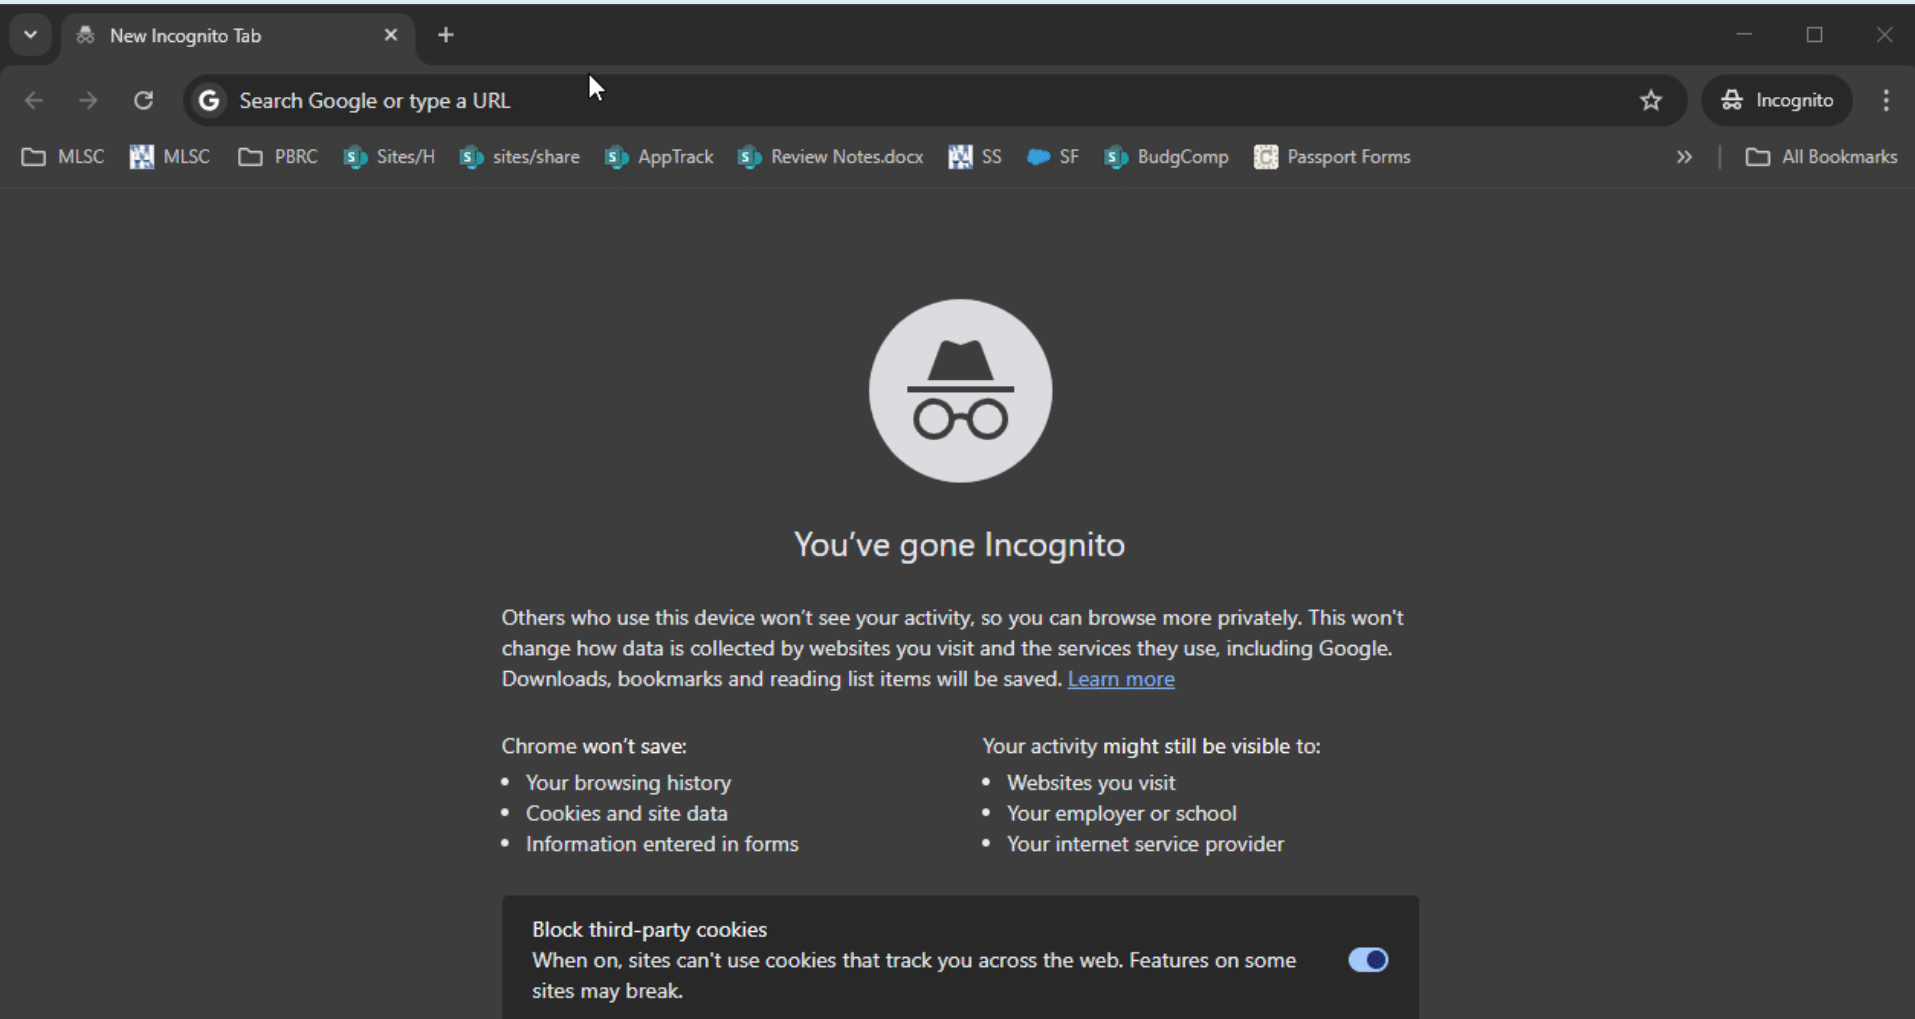 New Incognito Tab
Search Google or type a URL
Incognito
MLSC MLSC PBRC Sites/H sites/share AppTrack Review Notes.docx SS SF BudgComp Passport Forms All Bookmarks
You've gone Incognito
Others who use this device won't see your activity, so you can browse more privately. This won't
change how data is collected by websites you visit and the services they use, including Google.
Downloads, bookmarks and reading list items will be saved. Learn more
Chrome won't save:
• Your browsing history
• Cookies and site data
• Information entered in forms
Your activity might still be visible to:
• Websites you visit
• Your employer or school
• Your internet service provider
Block third-party cookies
When on, sites can't use cookies that track you across the web. Features on some
sites may break.